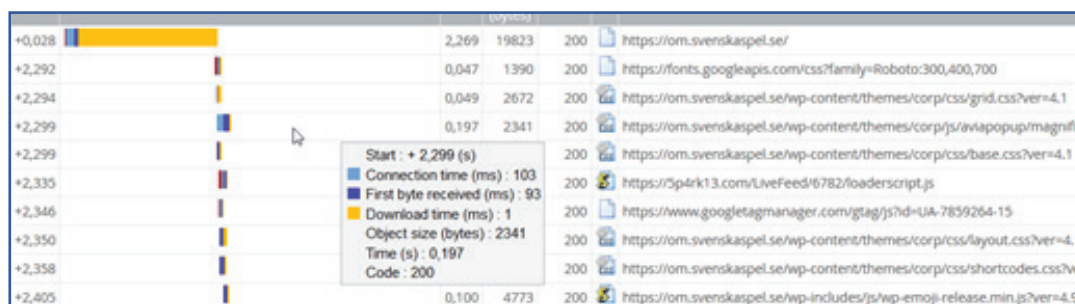 (bytes)
+0,028 2,269 19823 200 https://om.svenskaspel.se/
+2,292 0,047 1390 200 https://fonts.googleapis.com/css?family=Roboto:300,400,700
+2,294 0,049 2672 200 https://om.svenskaspel.se/wp-content/themes/corp/css/grid.css?ver=4.1
+2,299 0,197 2341 200 https://om.svenskaspel.se/wp-content/themes/corp/js/aviapopup/magnifi
+2,299 200 https://om.svenskaspel.se/wp-content/themes/corp/css/base.css?ver=4.1
+2,335 200 https://5p4rk13.com/LiveFeed/6782/loaderscript.js
+2,346 200 https://www.googletagmanager.com/gtag/js?id=UA-7859264-15
+2,350 200 https://om.svenskaspel.se/wp-content/themes/corp/css/layout.css?ver=4.
+2,358 200 https://om.svenskaspel.se/wp-content/themes/corp/css/shortcodes.css?v
+2,405 0,100 4773 200 https://om.svenskaspel.se/wp-includes/js/wp-emoji-release.min.js?ver=4.9
Start : + 2,299 (s)
Connection time (ms) : 103
First byte received (ms) : 93
Download time (ms) : 1
Object size (bytes) : 2341
Time (s) : 0,197
Code : 200